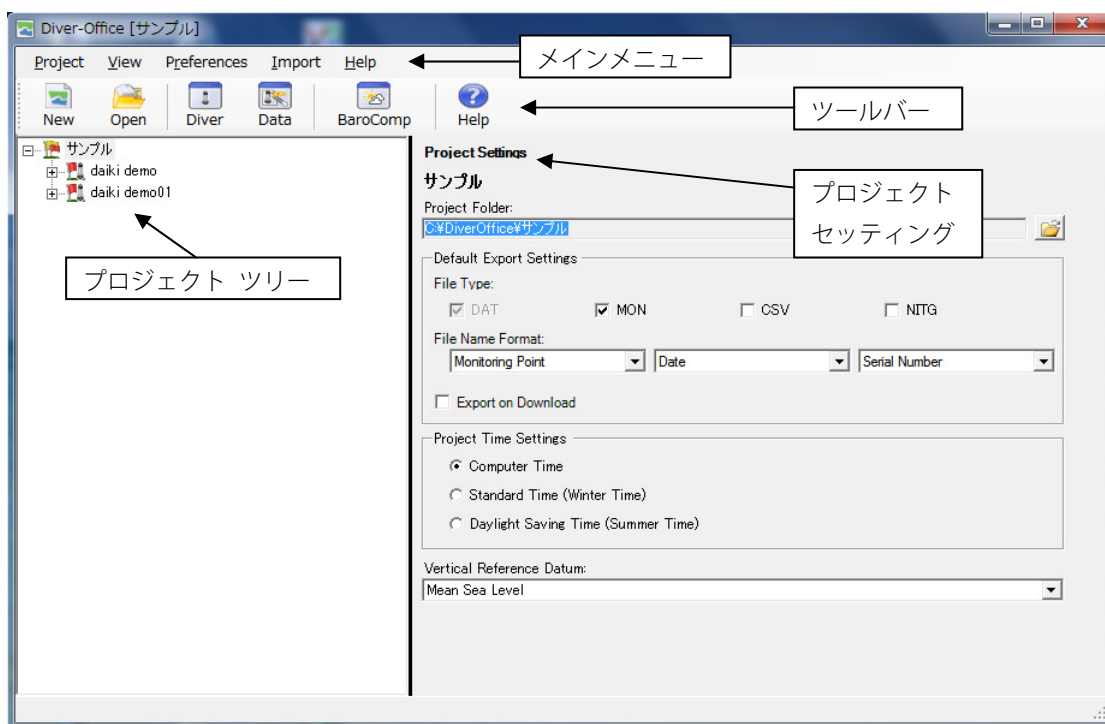 Diver-Office [サンプル]
Project View Preferences Import Help
メインメニュー
New Open Diver Data BaroComp Help
ツールバー
サンプル
daiki demo
daiki demo01
プロジェクト ツリー
Project Settings
サンプル
プロジェクト
セッティング
Project Folder:
C:¥DiverOffice¥サンプル
Default Export Settings
File Type:
DAT MON CSV NITG
File Name Format:
Monitoring Point Date Serial Number
Export on Download
Project Time Settings
Computer Time
Standard Time (Winter Time)
Daylight Saving Time (Summer Time)
Vertical Reference Datum:
Mean Sea Level